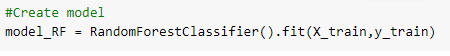 #Create model
model_RF = RandomForestClassifier().fit(X_train,y_train)